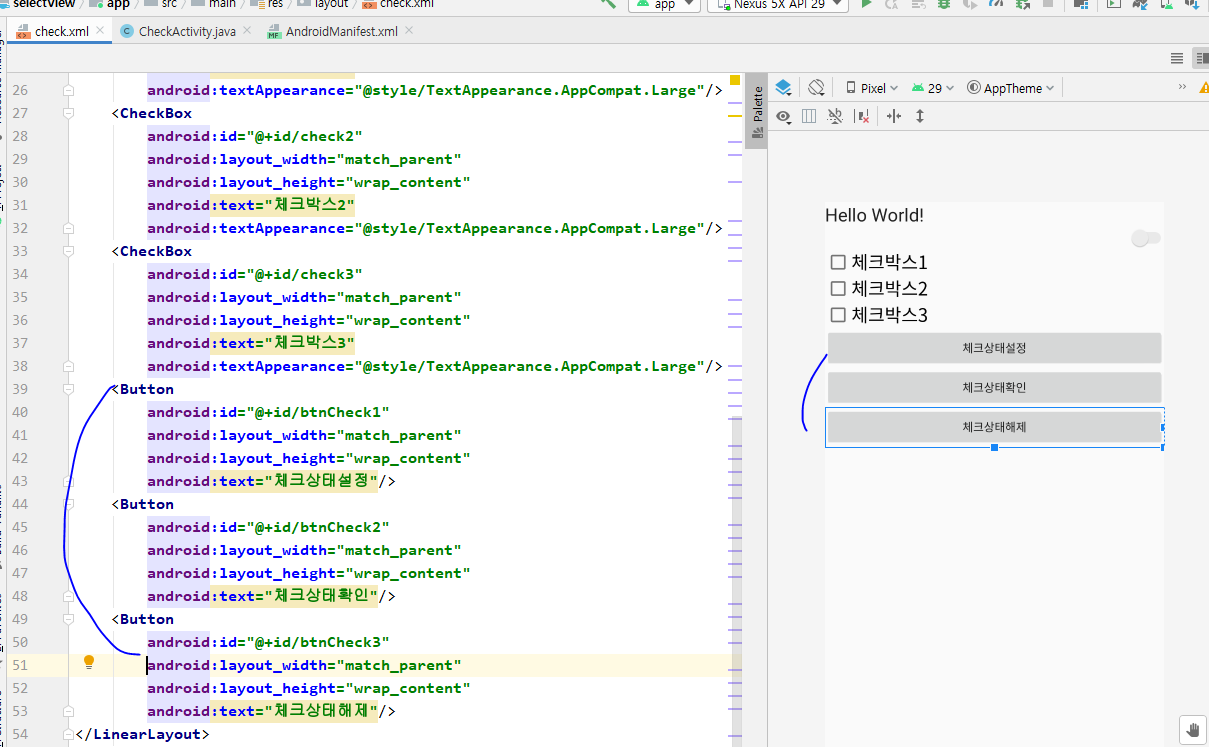 selectView app src main res layout check.xml app Nexus 5X API 29
check.xml CheckActivity.java AndroidManifest.xml
26 android:textAppearance="@style/TextAppearance.AppCompat.Large"/>
27 <CheckBox
28 android:id="@+id/check2"
29 android:layout_width="match_parent"
30 android:layout_height="wrap_content"
31 android:text="체크박스2"
32 android:textAppearance="@style/TextAppearance.AppCompat.Large"/>
33 <CheckBox
34 android:id="@+id/check3"
35 android:layout_width="match_parent"
36 android:layout_height="wrap_content"
37 android:text="체크박스3"
38 android:textAppearance="@style/TextAppearance.AppCompat.Large"/>
39 <Button
40 android:id="@+id/btnCheck1"
41 android:layout_width="match_parent"
42 android:layout_height="wrap_content"
43 android:text="체크상태설정"/>
44 <Button
45 android:id="@+id/btnCheck2"
46 android:layout_width="match_parent"
47 android:layout_height="wrap_content"
48 android:text="체크상태확인"/>
49 <Button
50 android:id="@+id/btnCheck3"
51 android:layout_width="match_parent"
52 android:layout_height="wrap_content"
53 android:text="체크상태해제"/>
54 </LinearLayout>
Palette
Pixel 29 AppTheme
Hello World!
체크박스1
체크박스2
체크박스3
체크상태설정
체크상태확인
체크상태해제